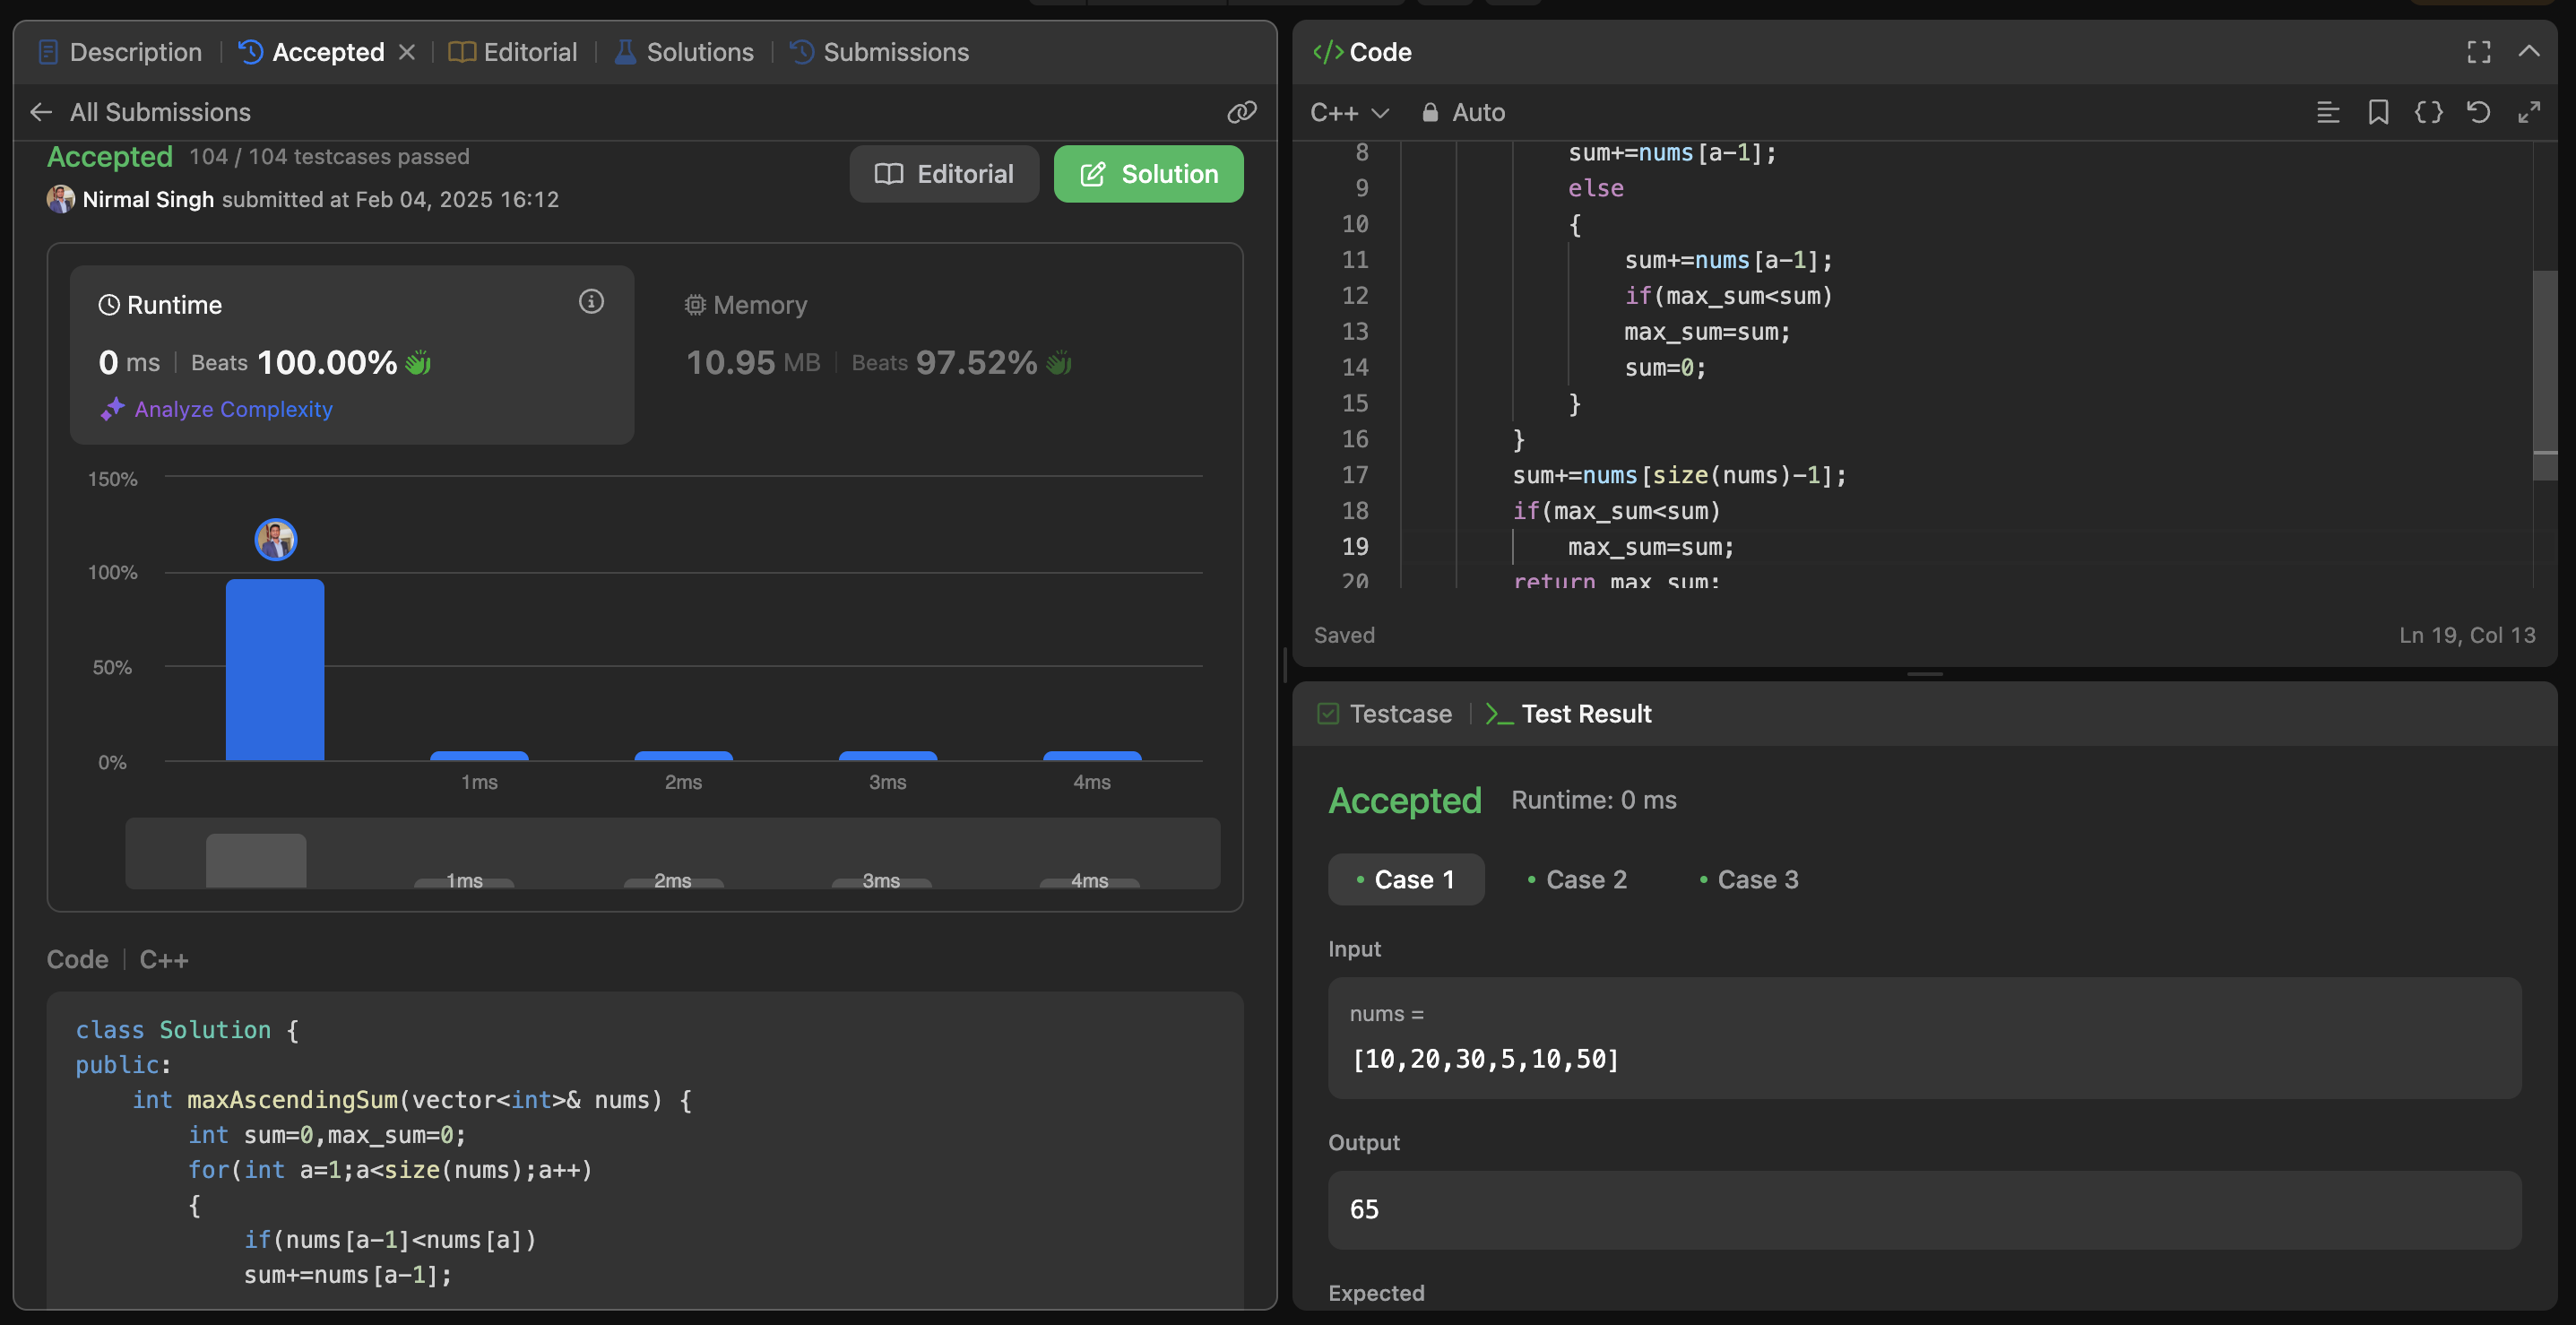 Description
Accepted
Editorial
Solutions
Submissions
All Submissions
Accepted 104 / 104 testcases passed
Nirmal Singh submitted at Feb 04, 2025 16:12
Editorial
Solution
Runtime
0 ms Beats 100.00%
Analyze Complexity
Memory
10.95 MB Beats 97.52%
150%
100%
50%
0%
1ms 2ms 3ms 4ms
1ms 2ms 3ms 4ms
Code C++
class Solution {
public:
    int maxAscendingSum(vector<int>& nums) {
        int sum=0,max_sum=0;
        for(int a=1;a<size(nums);a++)
        {
            if(nums[a-1]<nums[a])
            sum+=nums[a-1];
</> Code
C++ Auto
8 sum+=nums[a-1];
9 else
10 {
11 sum+=nums[a-1];
12 if(max_sum<sum)
13 max_sum=sum;
14 sum=0;
15 }
16 }
17 sum+=nums[size(nums)-1];
18 if(max_sum<sum)
19 max_sum=sum;
20 return max_sum;
Saved
Ln 19, Col 13
Testcase
>_ Test Result
Accepted Runtime: 0 ms
• Case 1 • Case 2 • Case 3
Input
nums =
[10,20,30,5,10,50]
Output
65
Expected